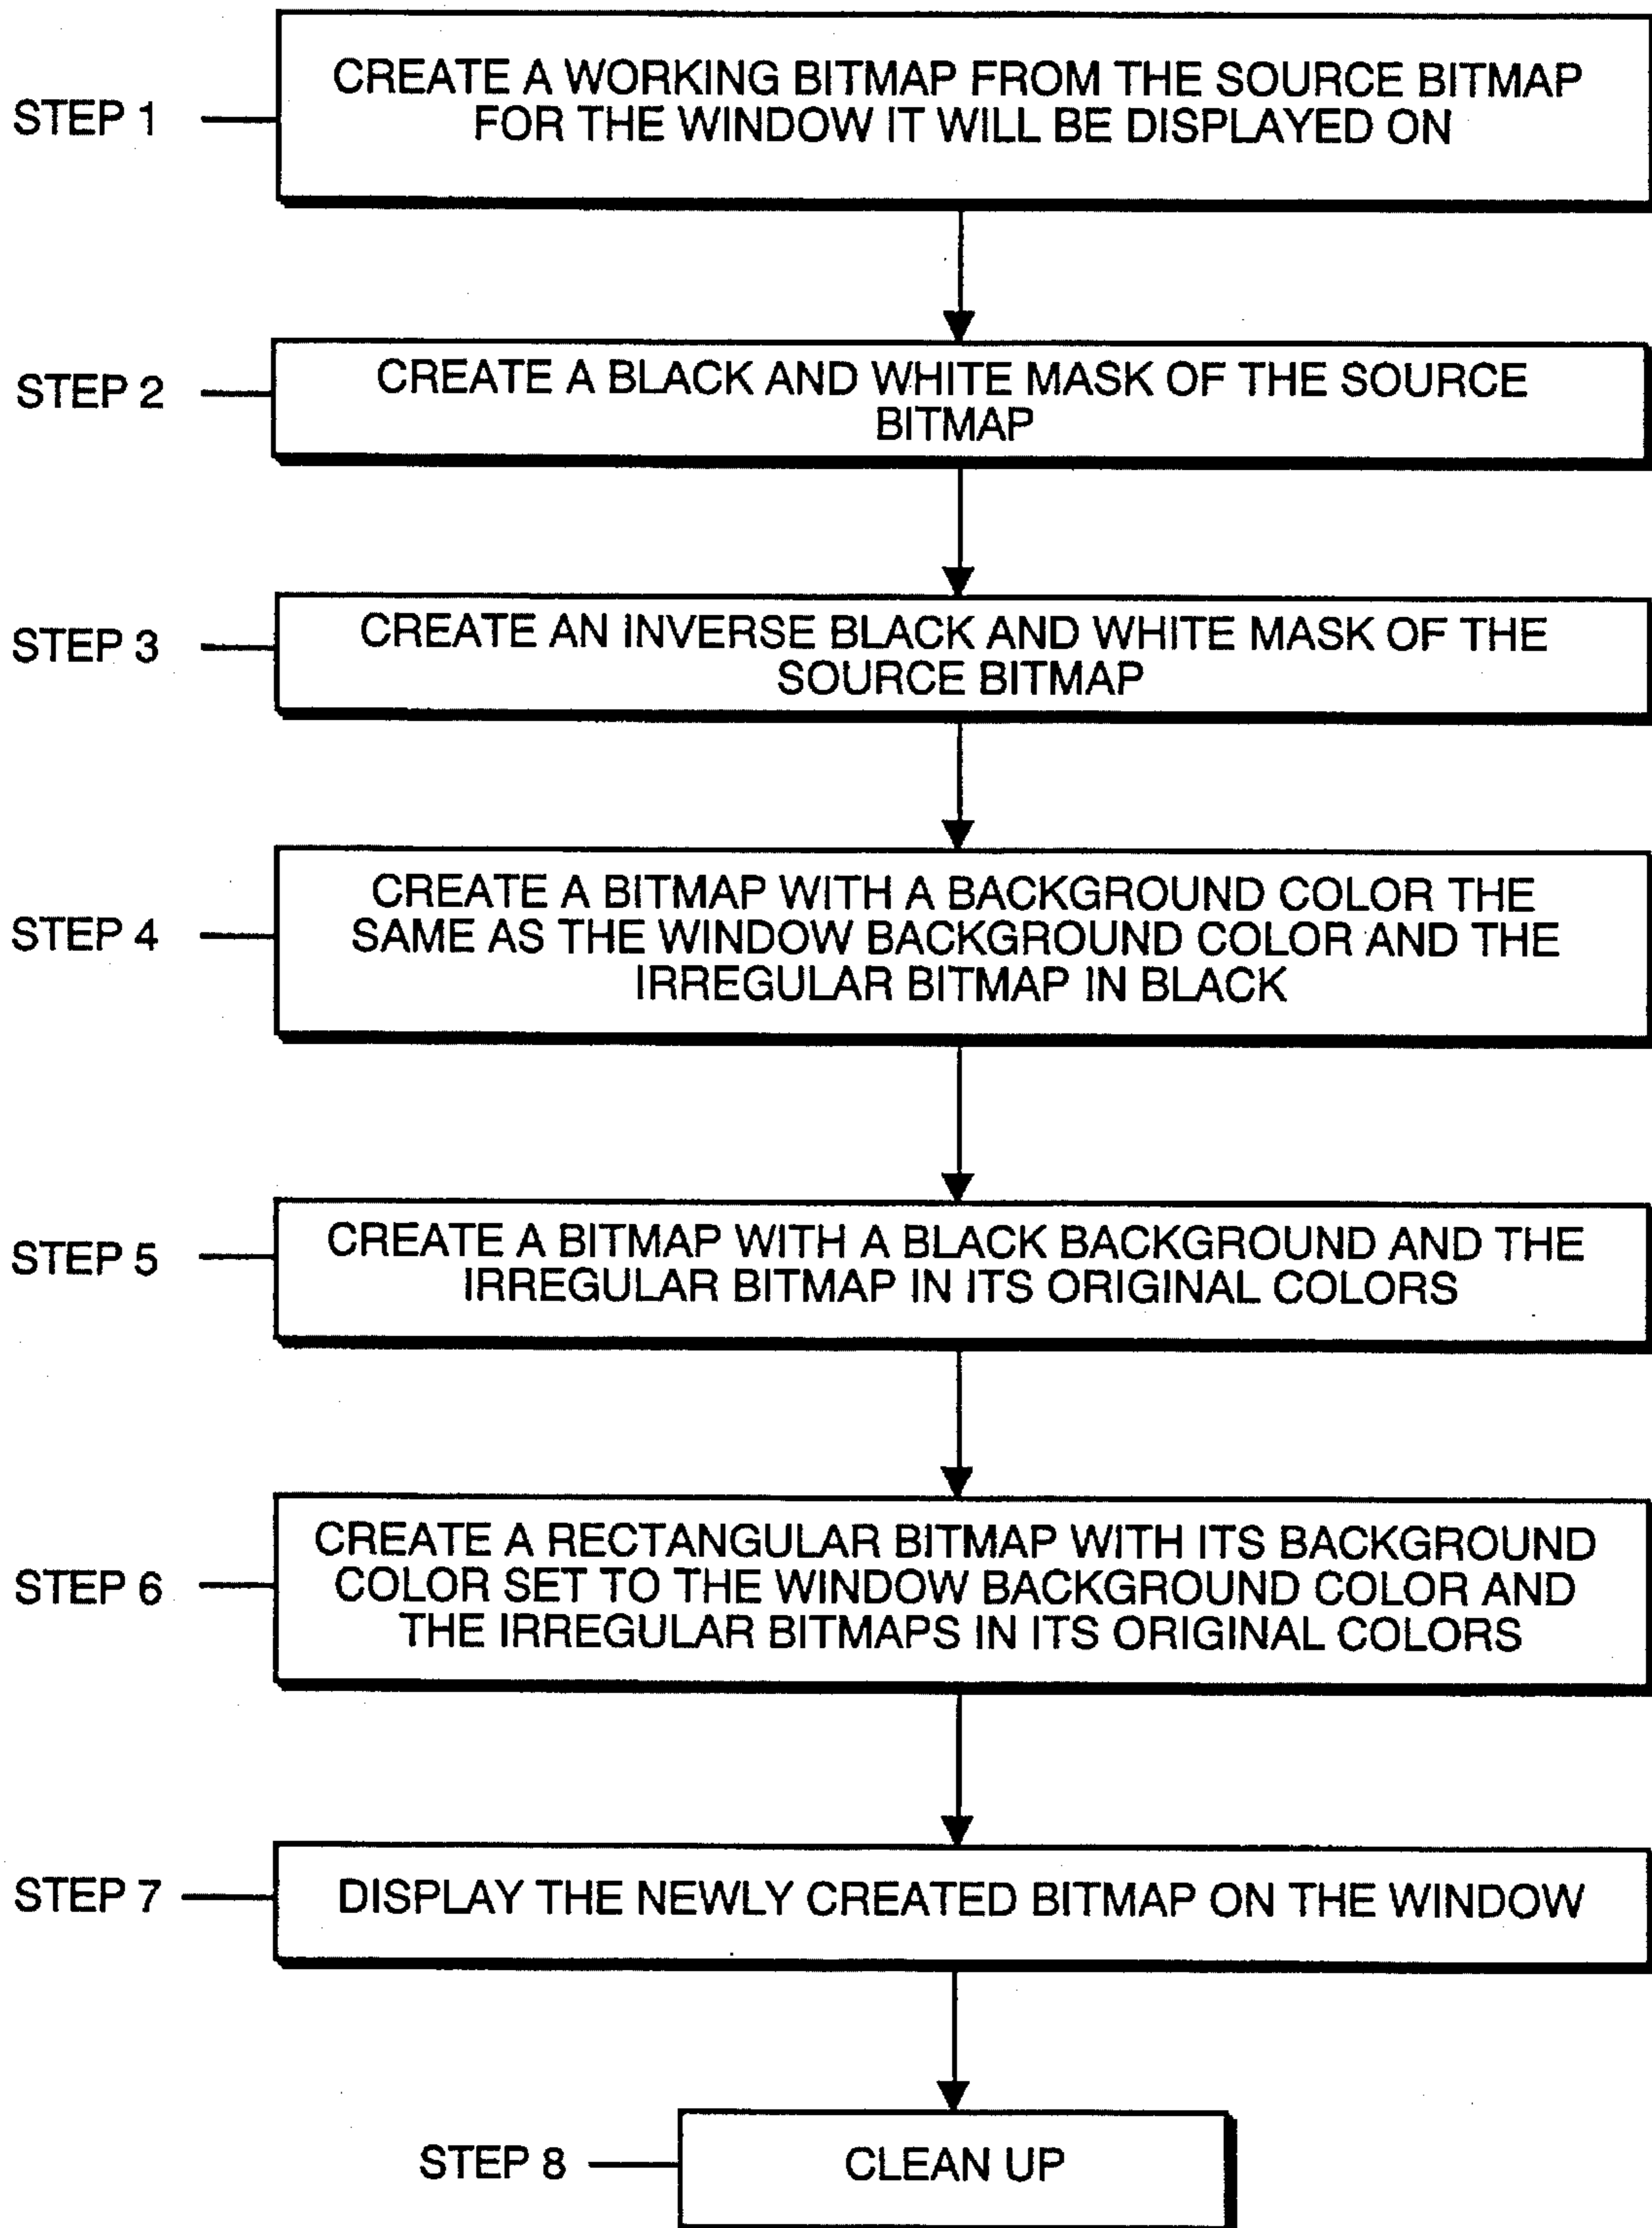 STEP 1
CREATE A WORKING BITMAP FROM THE SOURCE BITMAP
FOR THE WINDOW IT WILL BE DISPLAYED ON
STEP 2
CREATE A BLACK AND WHITE MASK OF THE SOURCE
BITMAP
STEP 3
CREATE AN INVERSE BLACK AND WHITE MASK OF THE
SOURCE BITMAP
STEP 4
CREATE A BITMAP WITH A BACKGROUND COLOR THE
SAME AS THE WINDOW BACKGROUND COLOR AND THE
IRREGULAR BITMAP IN BLACK
STEP 5
CREATE A BITMAP WITH A BLACK BACKGROUND AND THE
IRREGULAR BITMAP IN ITS ORIGINAL COLORS
STEP 6
CREATE A RECTANGULAR BITMAP WITH ITS BACKGROUND
COLOR SET TO THE WINDOW BACKGROUND COLOR AND
THE IRREGULAR BITMAPS IN ITS ORIGINAL COLORS
STEP 7
DISPLAY THE NEWLY CREATED BITMAP ON THE WINDOW
STEP 8
CLEAN UP